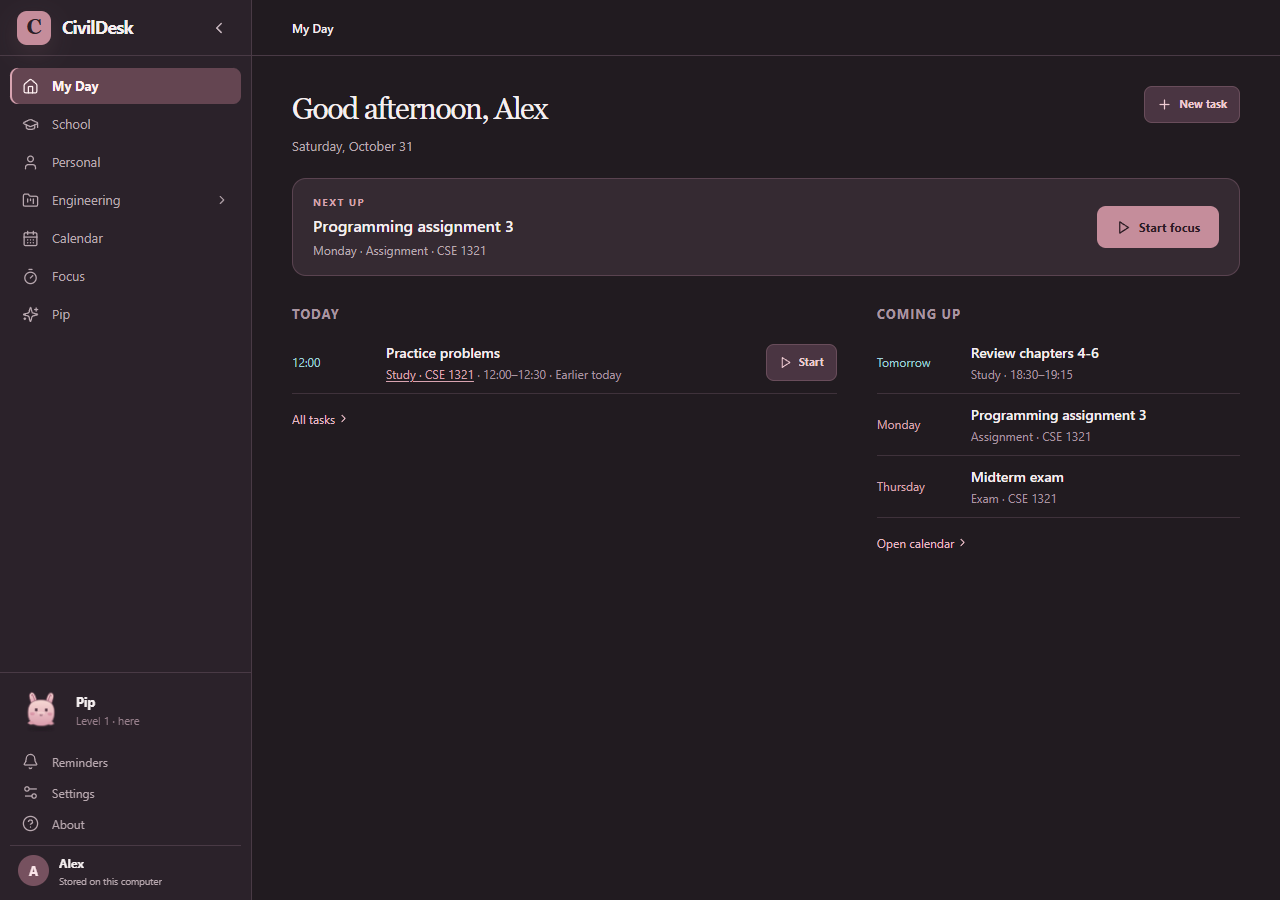 C CivilDesk
My Day
School
Personal
Engineering
Calendar
Focus
Pip
Pip
Level 1 · here
Reminders
Settings
About
A
Alex
Stored on this computer
My Day
Good afternoon, Alex
Saturday, October 31
New task
NEXT UP
Programming assignment 3
Monday · Assignment · CSE 1321
Start focus
TODAY
12:00
Practice problems
Study · CSE 1321 · 12:00–12:30 · Earlier today
Start
All tasks
COMING UP
Tomorrow
Review chapters 4-6
Study · 18:30–19:15
Monday
Programming assignment 3
Assignment · CSE 1321
Thursday
Midterm exam
Exam · CSE 1321
Open calendar